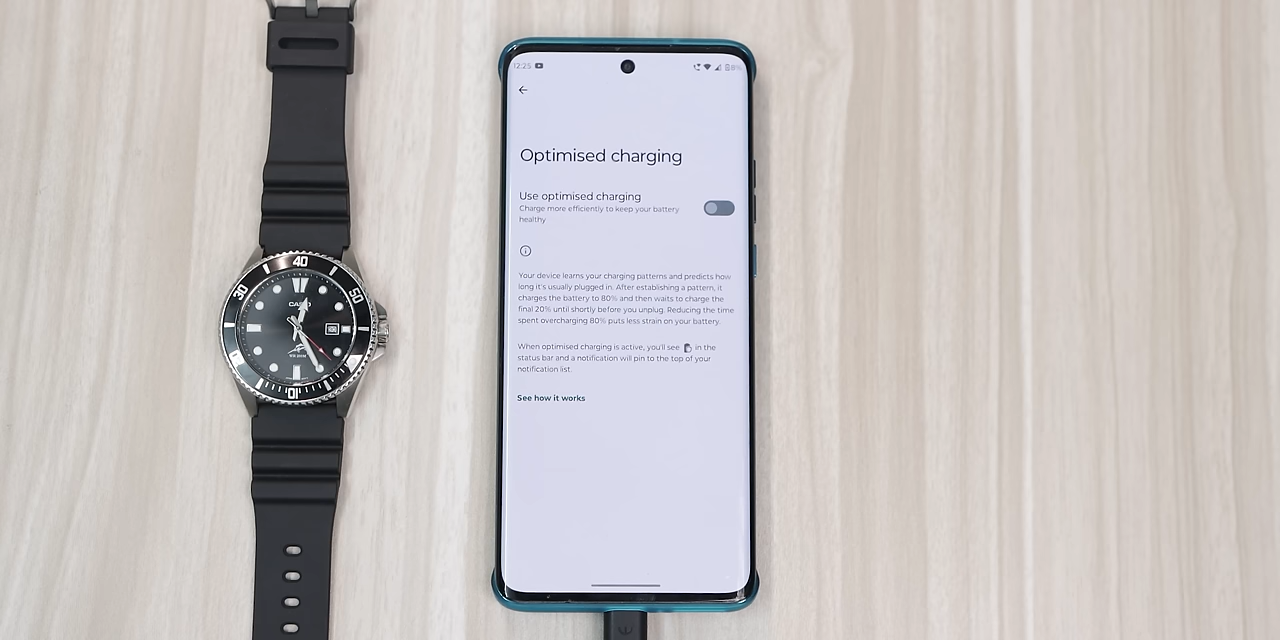 40
50
30
CASIO
WR 200M
10
12:25
8%
Optimised charging
Use optimised charging
Charge more efficiently to keep your battery
healthy
Your device learns your charging patterns and predicts how
long it's usually plugged in. After establishing a pattern, it
charges the battery to 80% and then waits to charge the
final 20% until shortly before you unplug. Reducing the time
spent overcharging 80% puts less strain on your battery.
When optimised charging is active, you'll see in the
status bar and a notification will pin to the top of your
notification list.
See how it works